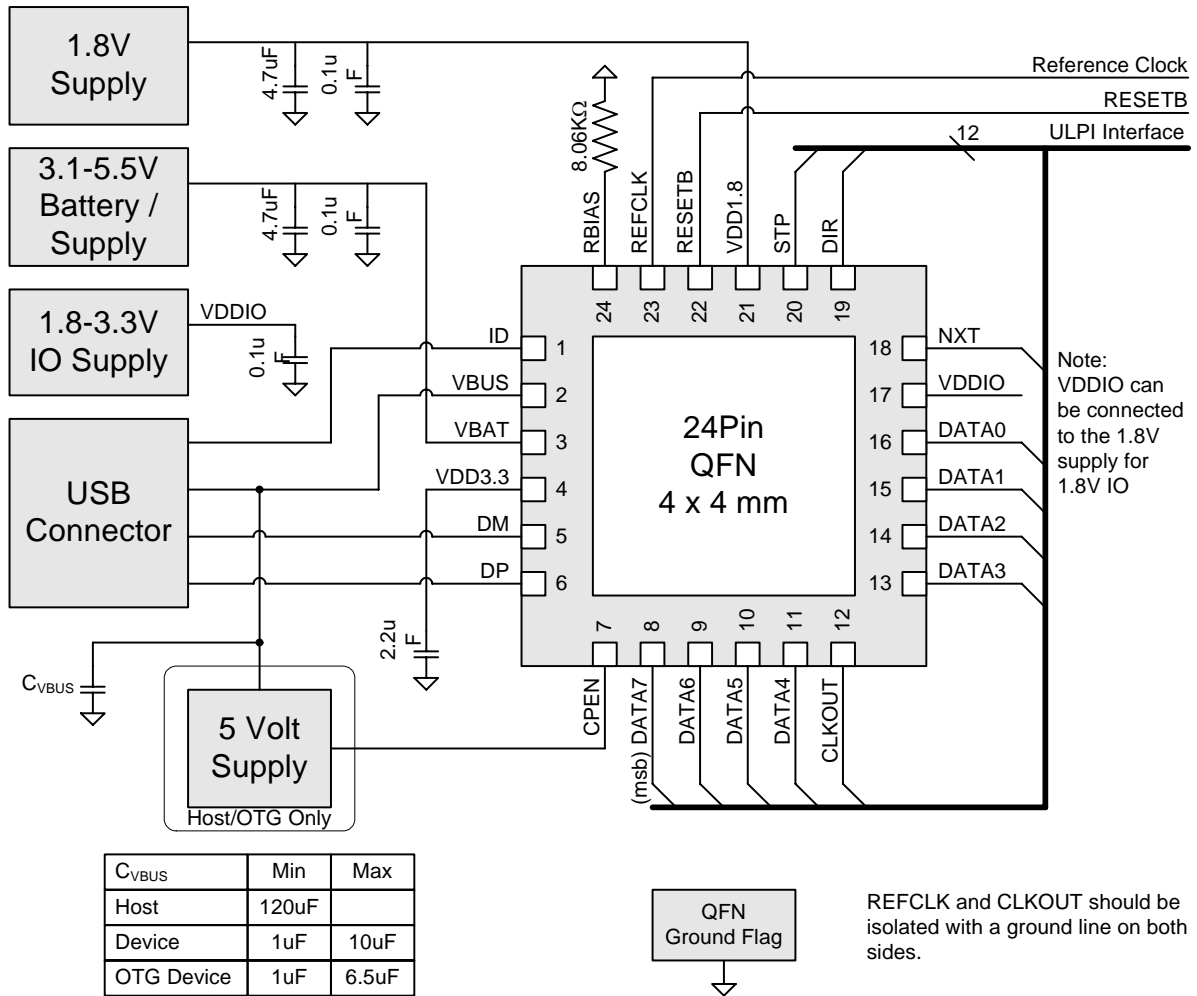 1.8V
Supply
4.7uF
0.1u
F
3.1-5.5V
Battery /
Supply
4.7uF
0.1u
F
1.8-3.3V
IO Supply
VDDIO
0.1u
F
USB
Connector
C_VBUS
5 Volt
Supply
Host/OTG Only
2.2u
F
8.06KΩ
Reference Clock
RESETB
12
ULPI Interface
RBIAS
REFCLK
RESETB
VDD1.8
STP
DIR
24
23
22
21
20
19
ID
1
VBUS
2
VBAT
3
VDD3.3
4
DM
5
DP
6
24Pin
QFN
4 x 4 mm
18
NXT
17
VDDIO
16
DATA0
15
DATA1
14
DATA2
13
DATA3
Note:
VDDIO can
be connected
to the 1.8V
supply for
1.8V IO
7
8
9
10
11
12
CPEN
(msb) DATA7
DATA6
DATA5
DATA4
CLKOUT
C_VBUS Min Max
Host 120uF
Device 1uF 10uF
OTG Device 1uF 6.5uF
QFN
Ground Flag
REFCLK and CLKOUT should be
isolated with a ground line on both
sides.